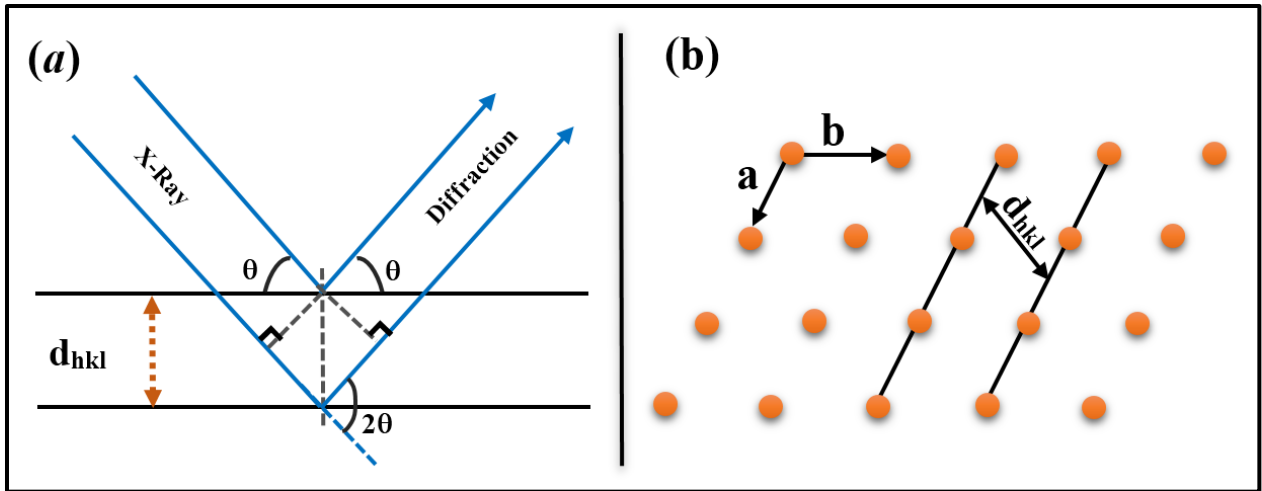 (a)
X-Ray
Diffraction
θ
θ
dhkl
2θ
(b)
b
a
dhkl